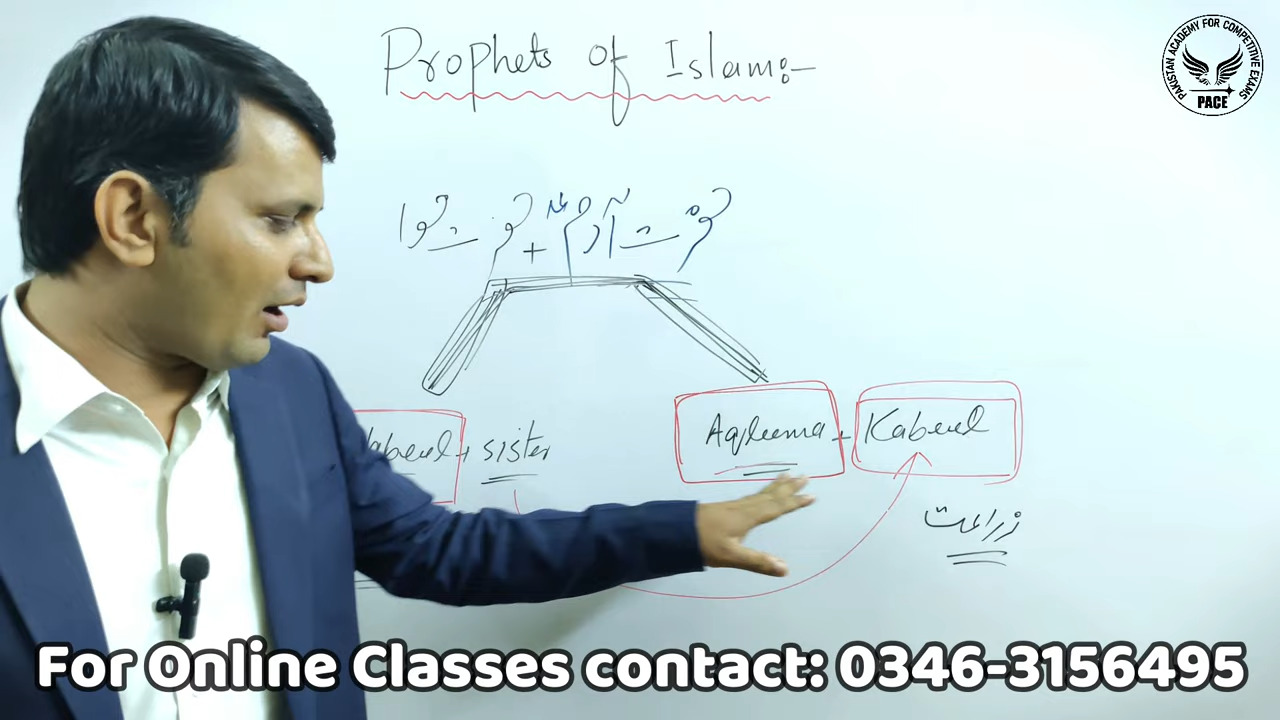 Prophets of Islam:-
PAKISTAN ACADEMY FOR COMPETITIVE EXAMS
PACE
حضرت آدمؑ + حضرت حوا
abeel + sister
Aqleema + Kabeel
زراعت
For Online Classes contact: 0346-3156495